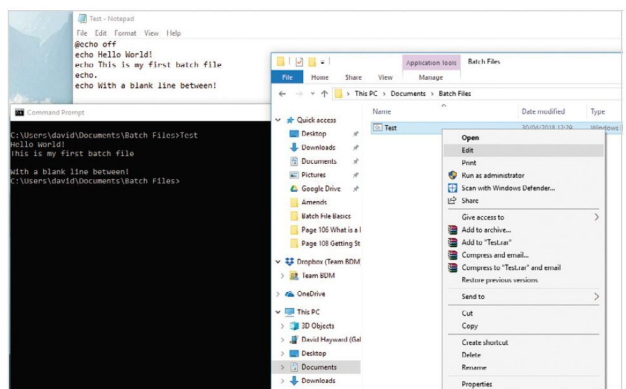 Test - Notepad
File Edit Format View Help
@echo off
echo Hello World!
echo This is my first batch file
echo.
echo With a blank line between!
Command Prompt
C:\Users\david\Documents\Batch Files>Test
Hello World!
This is my first batch file
With a blank line between!
C:\Users\david\Documents\Batch Files>
Application Tools Batch Files
File Home Share View Manage
This PC > Documents > Batch Files
Name Date modified Type
Quick access
Desktop
Downloads
Documents
Pictures
Google Drive
Amends
Batch File Basics
Page 106 What is a
Page 108 Getting St
Dropbox (Team BDM)
Team BDM
OneDrive
This PC
3D Objects
David Hayward (Gal
Desktop
Documents
Downloads
Test 30/04/2018 12:29 Windows
Open
Edit
Print
Run as administrator
Scan with Windows Defender...
Share
Give access to >
Add to archive...
Add to "Test.rar"
Compress and email...
Compress to "Test.rar" and email
Restore previous versions
Send to >
Cut
Copy
Create shortcut
Delete
Rename
Properties